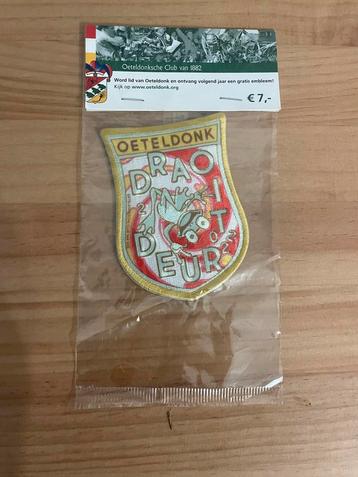 Oeteldonksche Club van 1882
Word lid van Oeteldonk en ontvang volgend jaar een gratis embleem!
Kijk op www.oeteldonk.org
€ 7,-
OETELDONK
DRAO
IT
DEUR